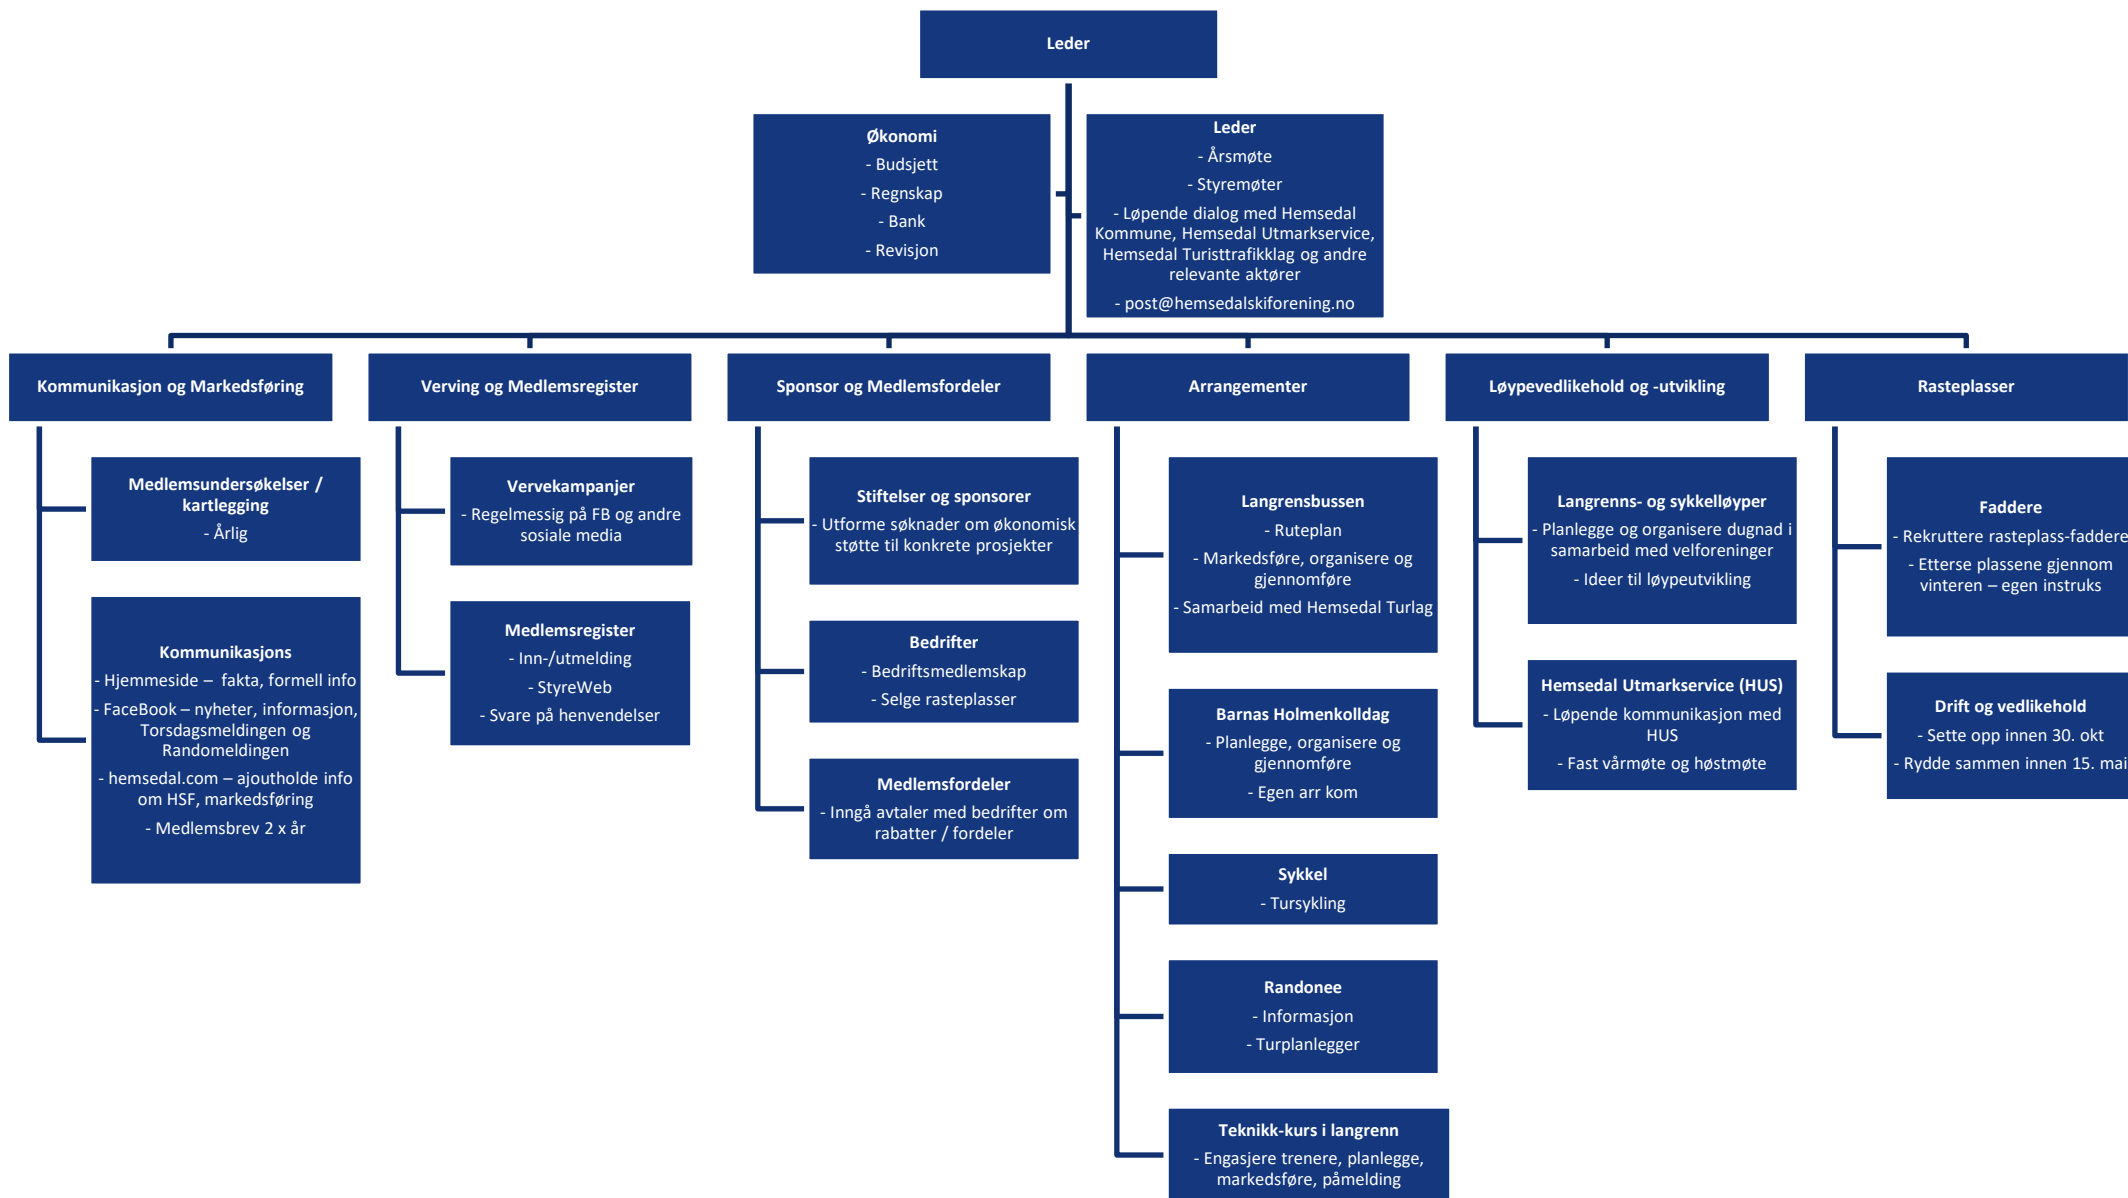 Leder
Økonomi
- Budsjett
- Regnskap
- Bank
- Revisjon
Leder
- Årsmøte
- Styremøter
- Løpende dialog med Hemsedal
Kommune, Hemsedal Utmarkservice,
Hemsedal Turisttrafikklag og andre
relevante aktører
- post@hemsedalskiforening.no
Kommunikasjon og Markedsføring
Medlemsundersøkelser /
kartlegging
- Årlig
Kommunikasjons
- Hjemmeside – fakta, formell info
- FaceBook – nyheter, informasjon,
Torsdagsmeldingen og
Randomeldingen
- hemsedal.com – ajoutholde info
om HSF, markedsføring
- Medlemsbrev 2 x år
Verving og Medlemsregister
Vervekampanjer
- Regelmessig på FB og andre
sosiale media
Medlemsregister
- Inn-/utmelding
- StyreWeb
- Svare på henvendelser
Sponsor og Medlemsfordeler
Stiftelser og sponsorer
- Utforme søknader om økonomisk
støtte til konkrete prosjekter
Bedrifter
- Bedriftsmedlemskap
- Selge rasteplasser
Medlemsfordeler
- Inngå avtaler med bedrifter om
rabatter / fordeler
Arrangementer
Langrensbussen
- Ruteplan
- Markedsføre, organisere og
gjennomføre
- Samarbeid med Hemsedal Turlag
Barnas Holmenkolldag
- Planlegge, organisere og
gjennomføre
- Egen arr kom
Sykkel
- Tursykling
Randonee
- Informasjon
- Turplanlegger
Teknikk-kurs i langrenn
- Engasjere trenere, planlegge,
markedsføre, påmelding
Løypevedlikehold og -utvikling
Langrenns- og sykkelløyper
- Planlegge og organisere dugnad i
samarbeid med velforeninger
- Ideer til løypeutvikling
Hemsedal Utmarkservice (HUS)
- Løpende kommunikasjon med
HUS
- Fast vårmøte og høstmøte
Rasteplasser
Faddere
- Rekruttere rasteplass-faddere
- Etterse plassene gjennom
vinteren – egen instruks
Drift og vedlikehold
- Sette opp innen 30. okt
- Rydde sammen innen 15. mai